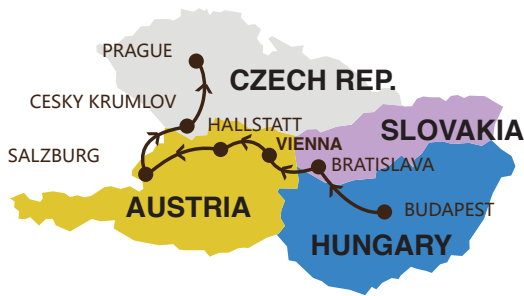 PRAGUE
CZECH REP.
CESKY KRUMLOV
HALLSTATT
SLOVAKIA
VIENNA
SALZBURG
BRATISLAVA
AUSTRIA
BUDAPEST
HUNGARY